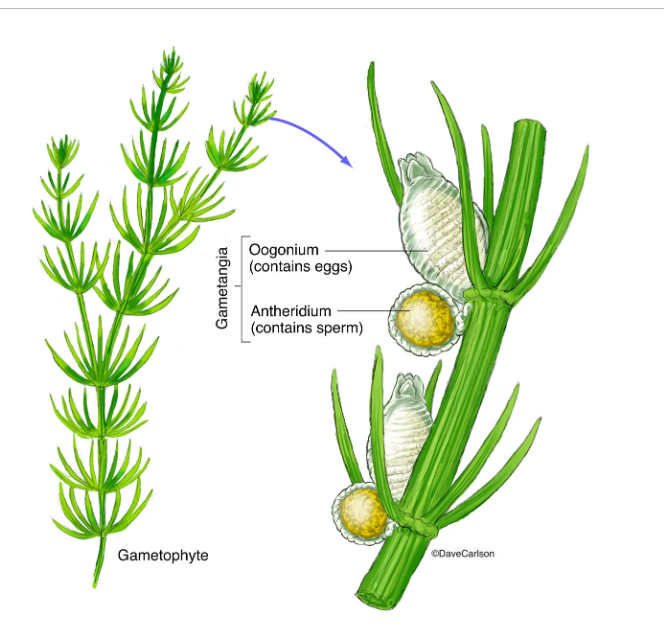 Gametangia
Oogonium
(contains eggs)
Antheridium
(contains sperm)
Gametophyte
©DaveCarlson